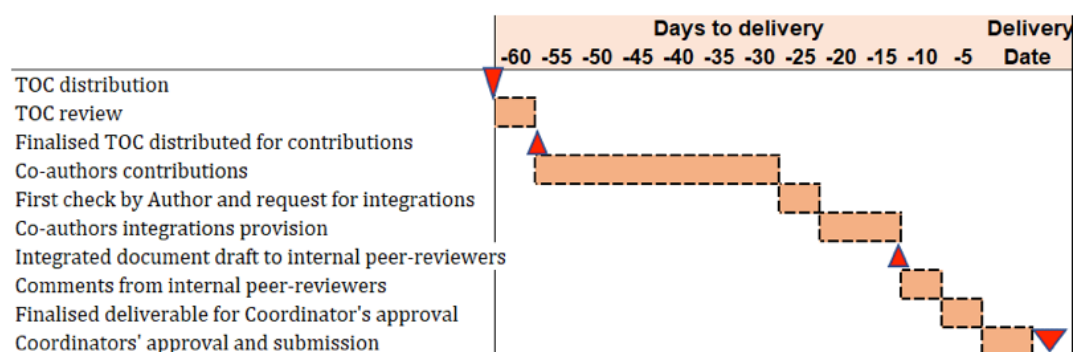 Days to delivery Delivery
-60 -55 -50 -45 -40 -35 -30 -25 -20 -15 -10 -5 Date
TOC distribution
TOC review
Finalised TOC distributed for contributions
Co-authors contributions
First check by Author and request for integrations
Co-authors integrations provision
Integrated document draft to internal peer-reviewers
Comments from internal peer-reviewers
Finalised deliverable for Coordinator's approval
Coordinators' approval and submission